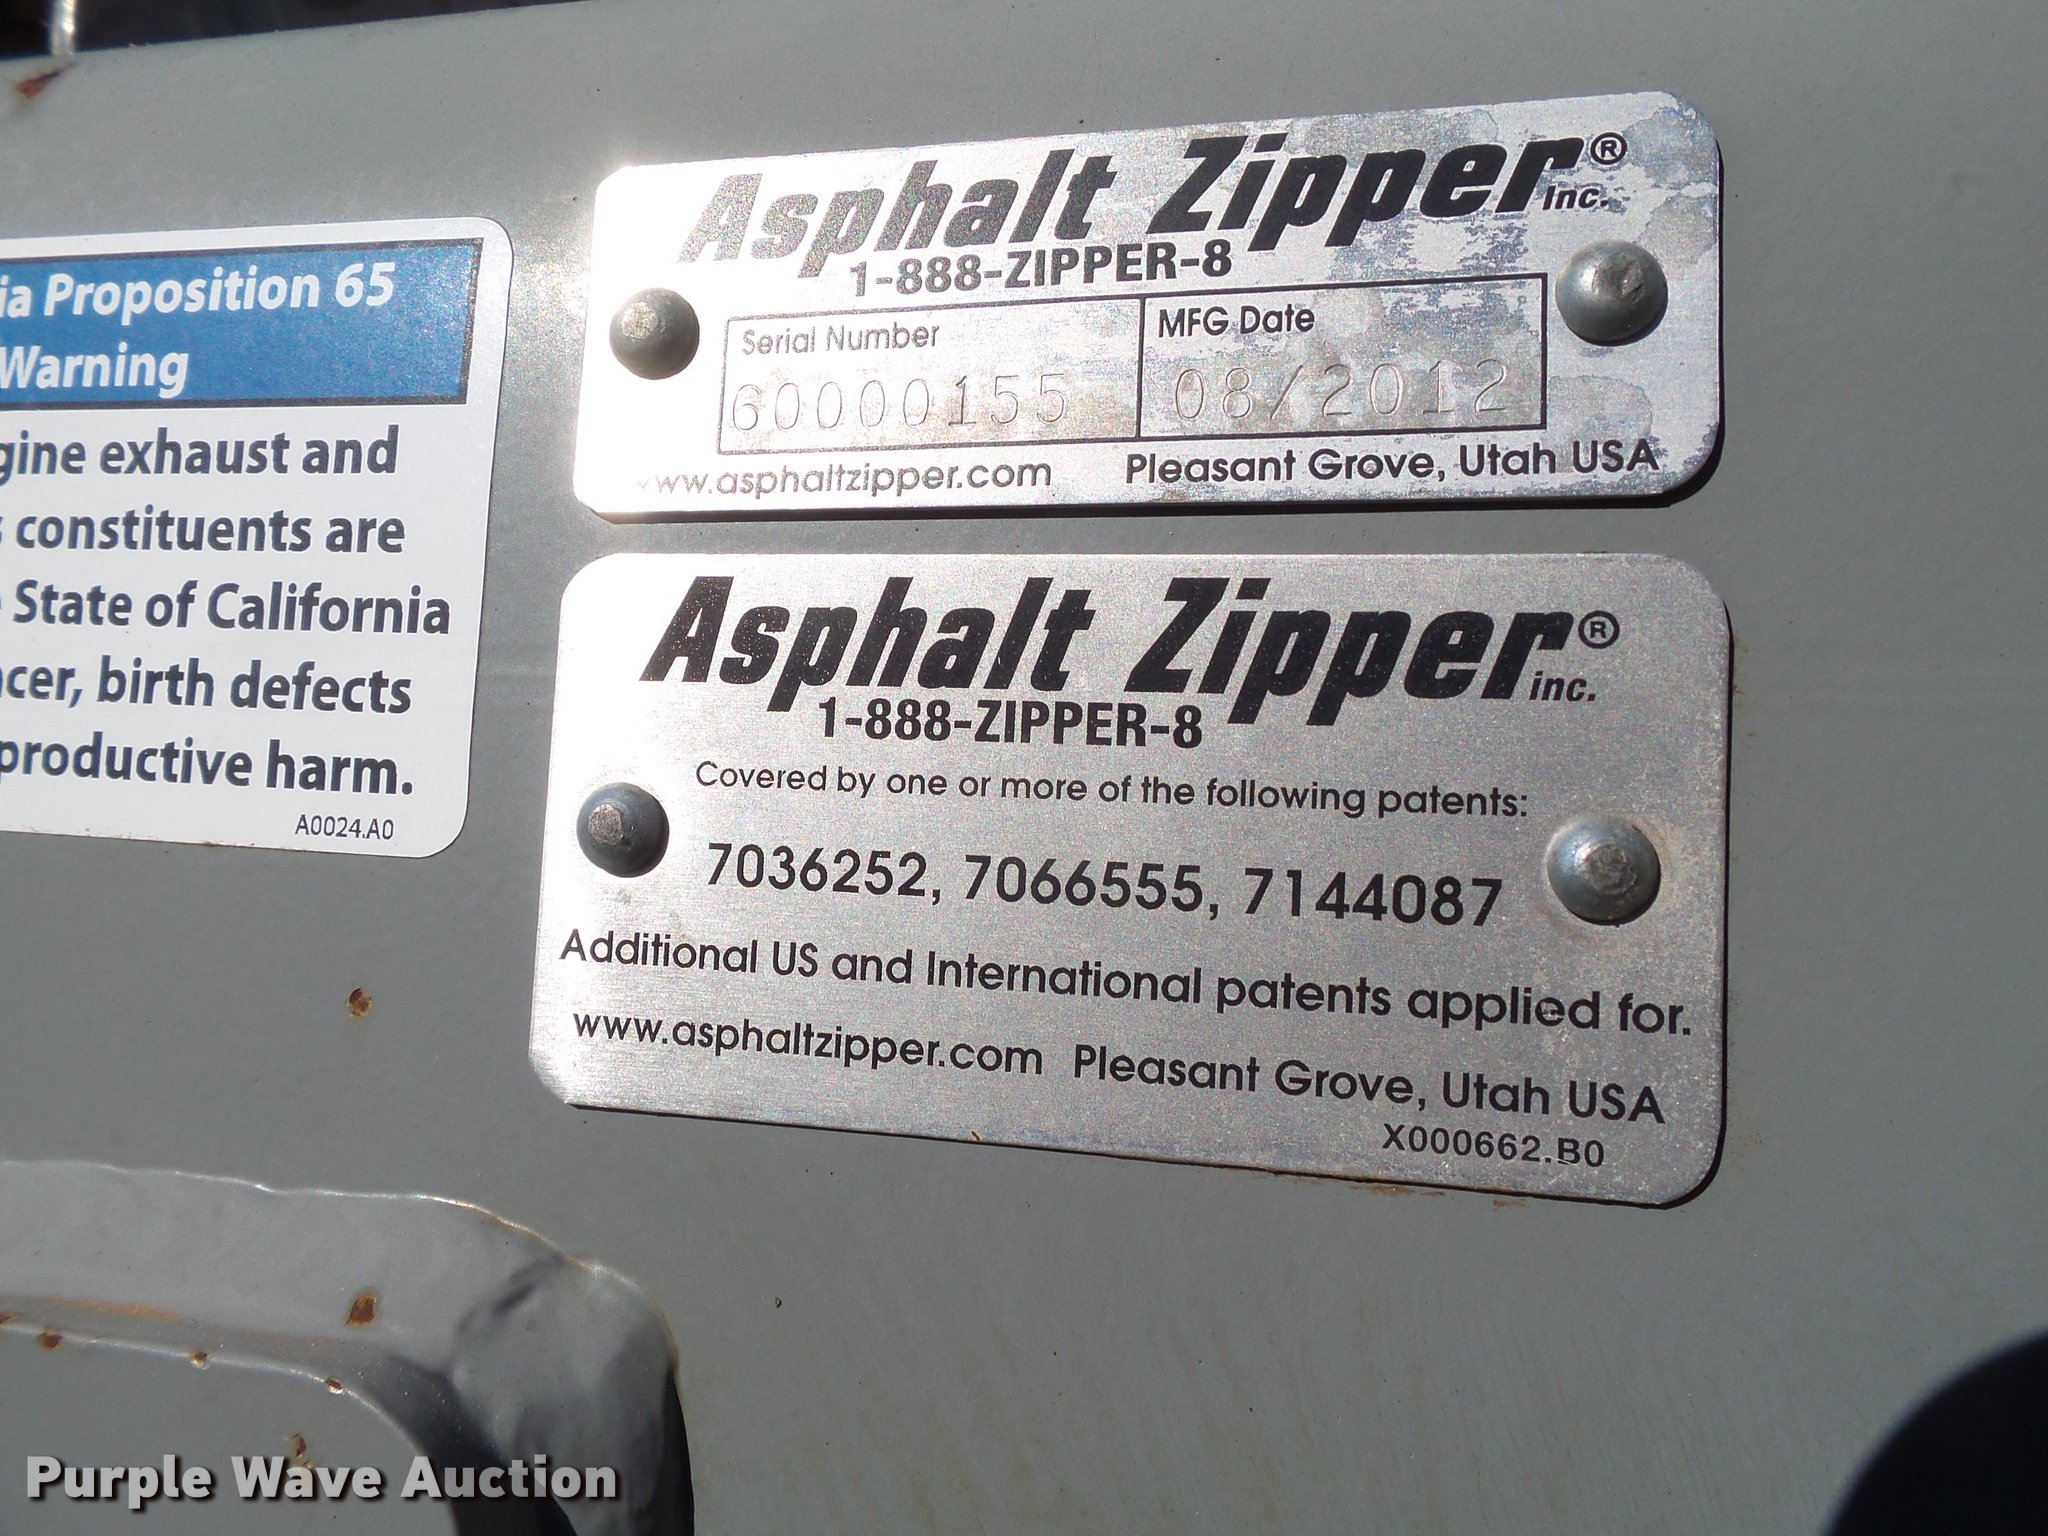 ia Proposition 65
Warning
gine exhaust and
constituents are
State of California
cer, birth defects
productive harm.
A0024.A0
Asphalt Zipper® inc.
1-888-ZIPPER-8
Serial Number
60000155
MFG Date
08/2012
www.asphaltzipper.com Pleasant Grove, Utah USA
Asphalt Zipper® inc.
1-888-ZIPPER-8
Covered by one or more of the following patents:
7036252, 7066555, 7144087
Additional US and International patents applied for.
www.asphaltzipper.com Pleasant Grove, Utah USA
X000662.B0
Purple Wave Auction